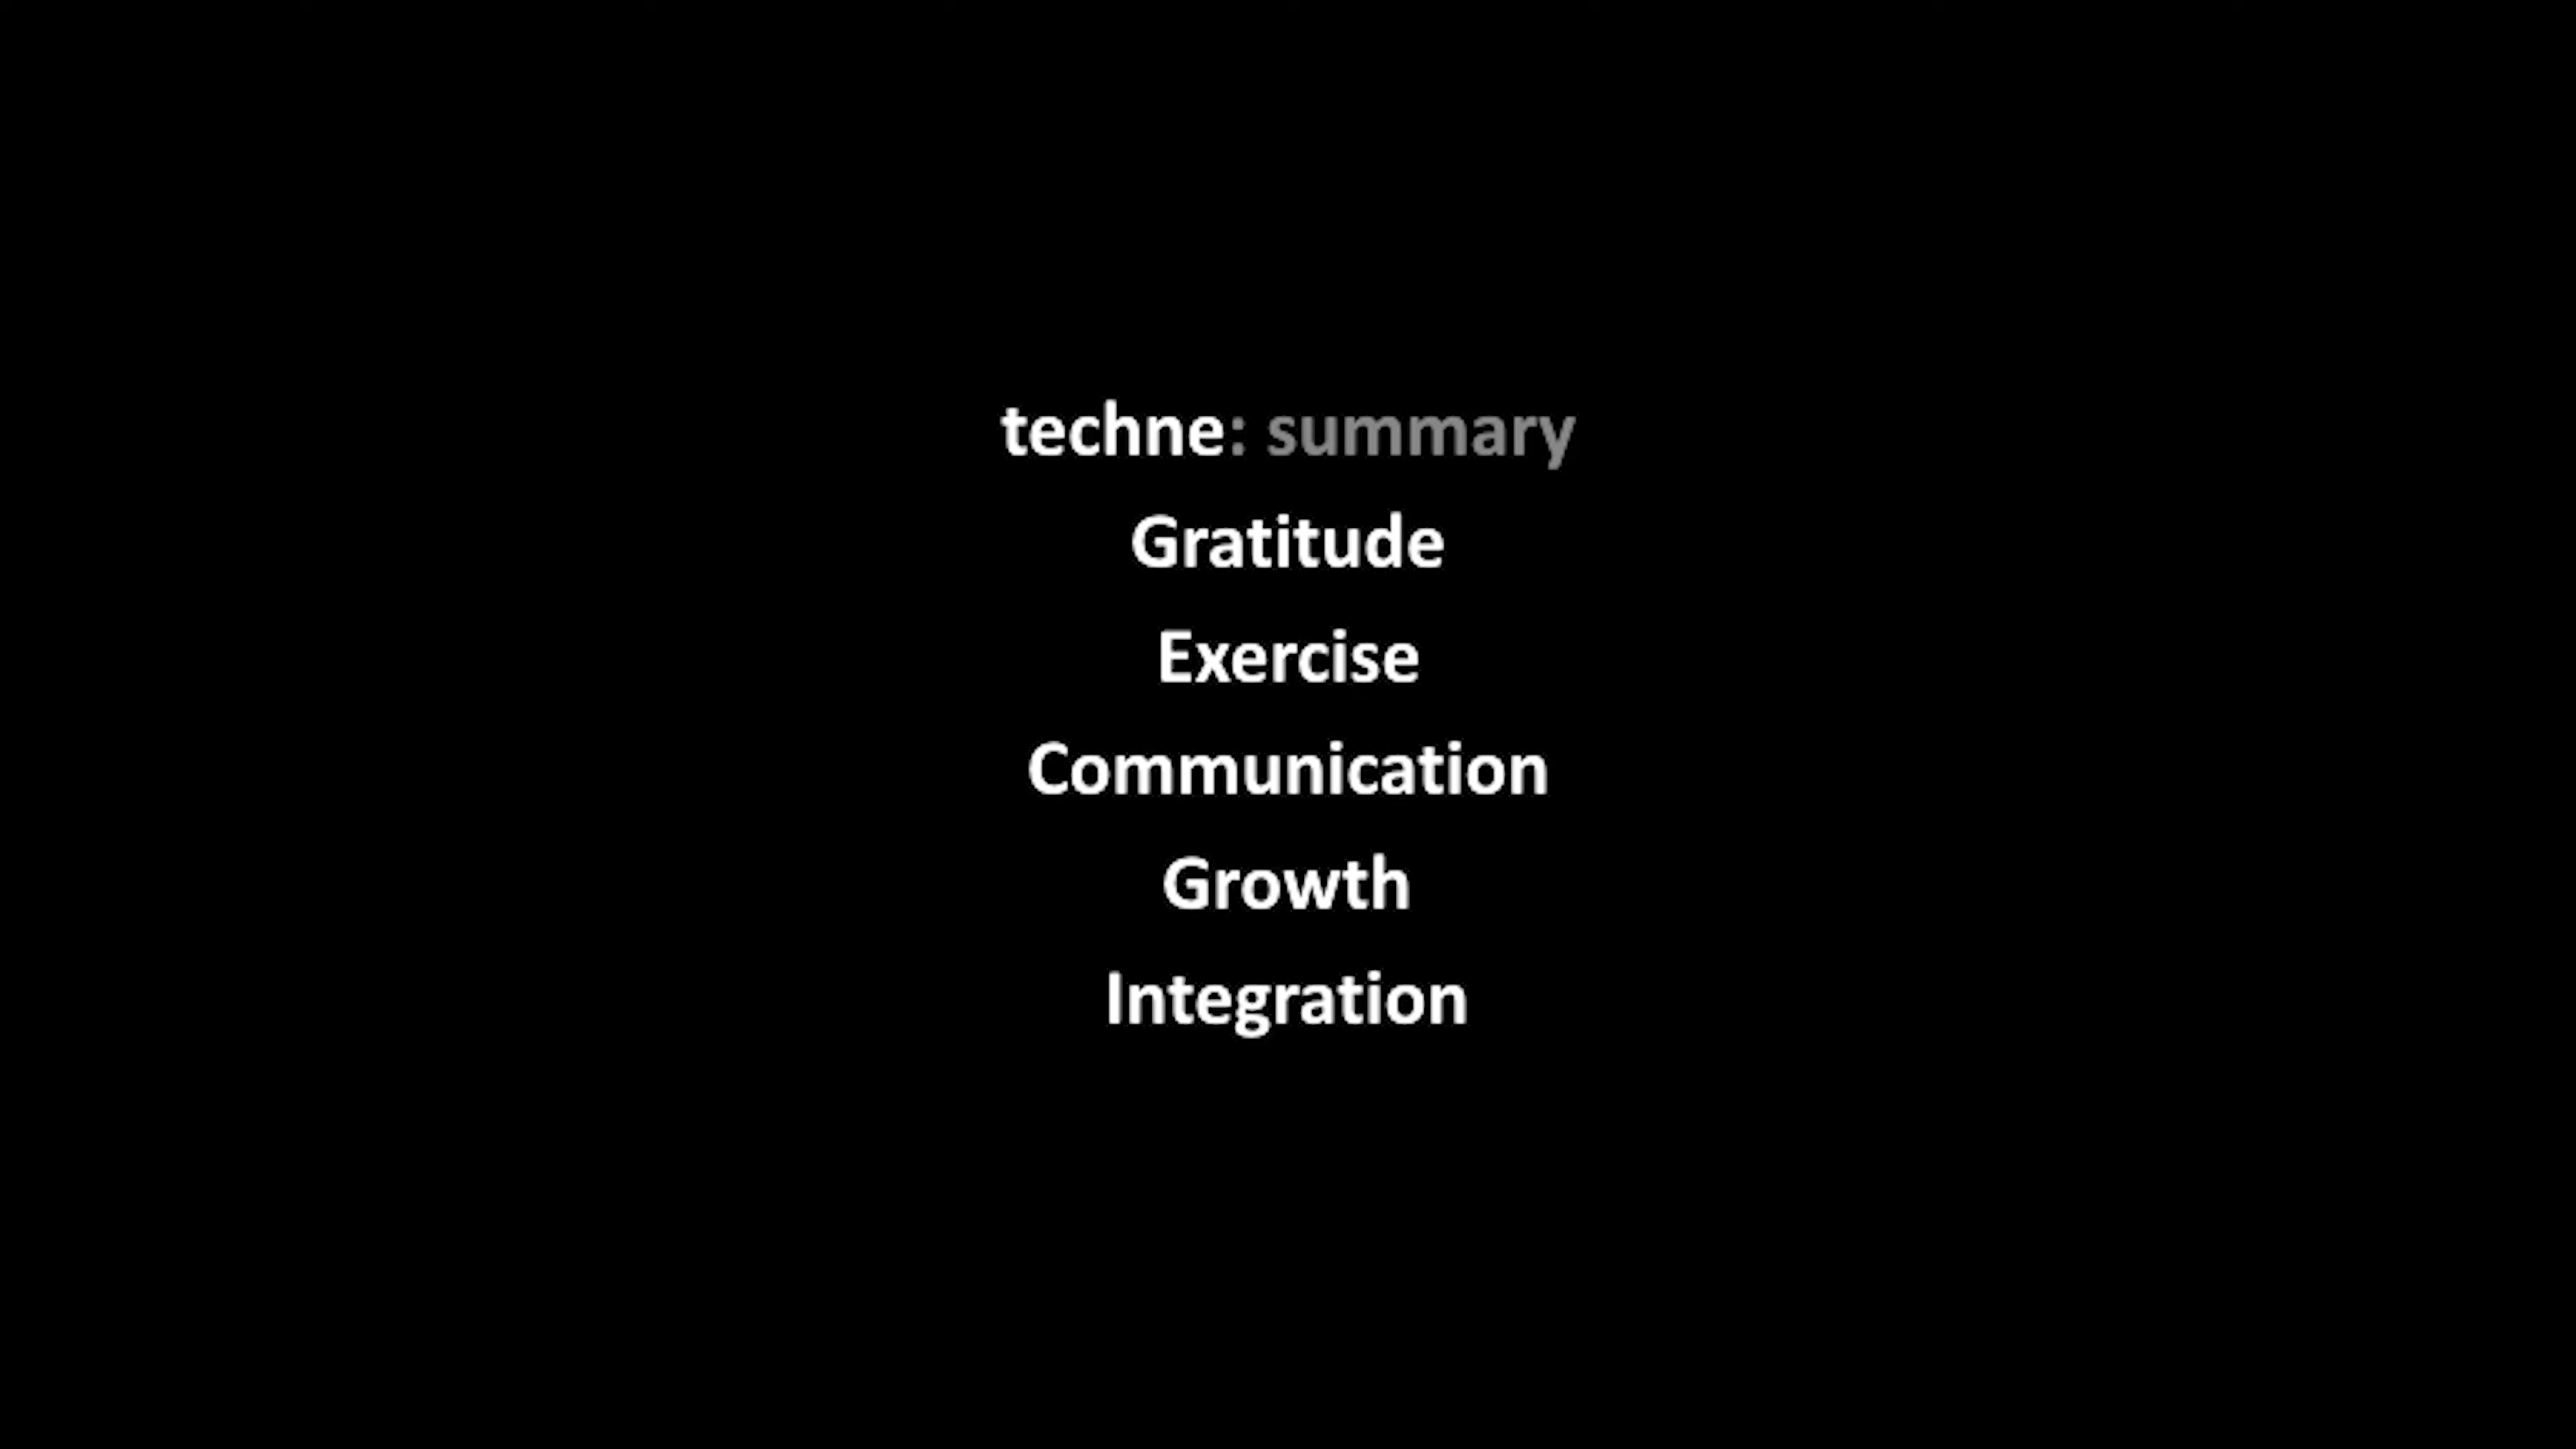 techne: summary
Gratitude
Exercise
Communication
Growth
Integration